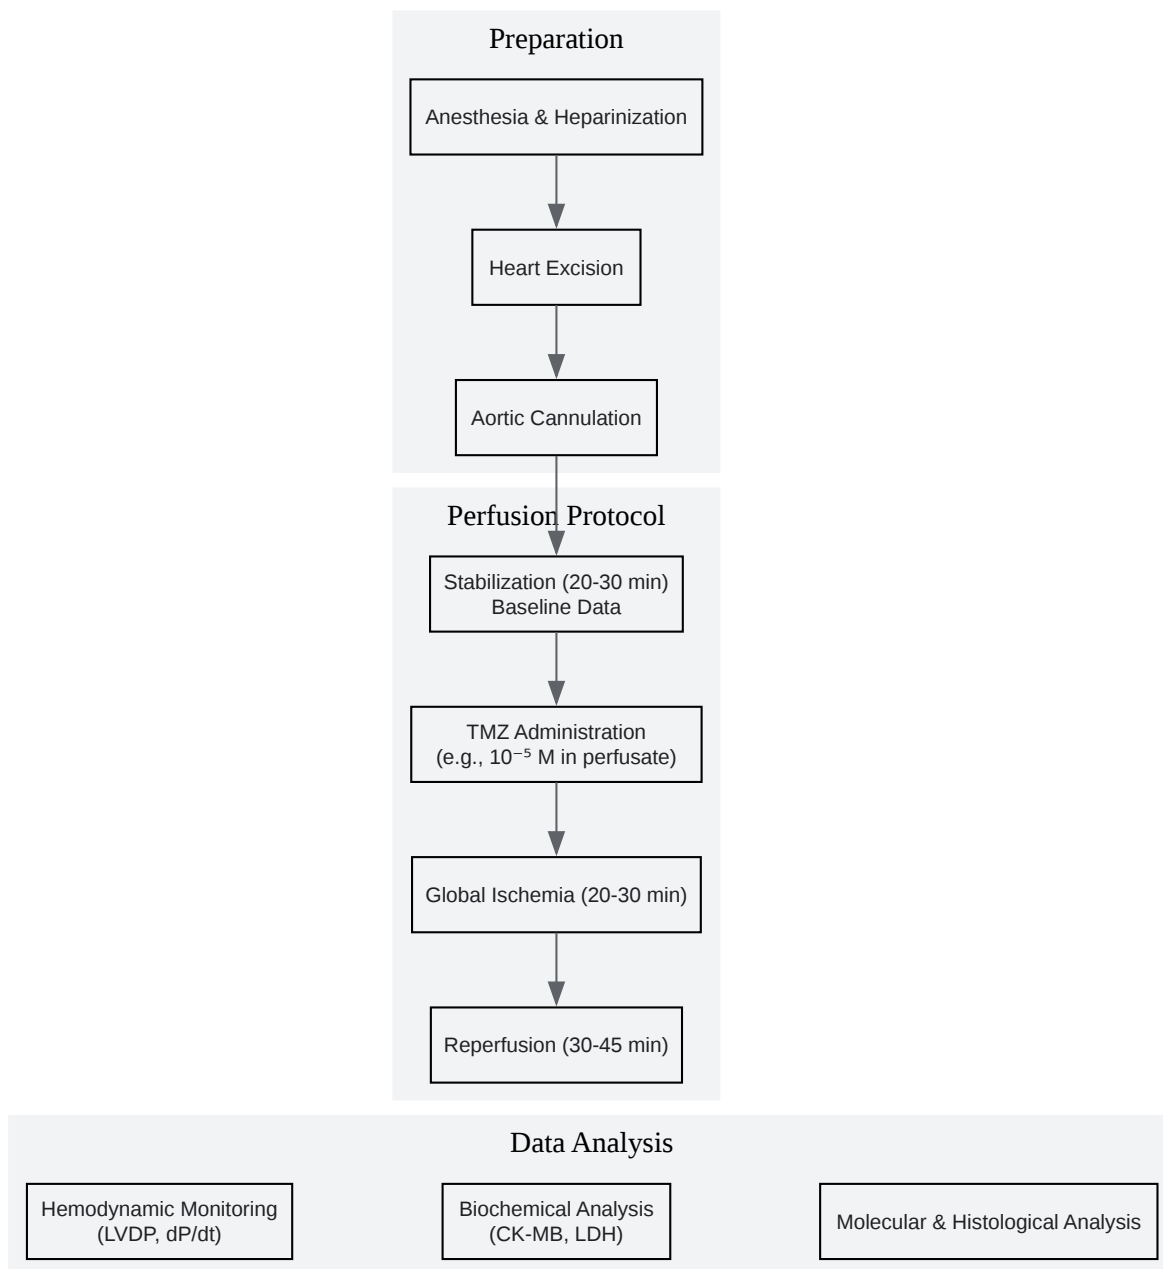 Preparation
Anesthesia & Heparinization
Heart Excision
Aortic Cannulation
Perfusion Protocol
Stabilization (20-30 min)
Baseline Data
TMZ Administration
(e.g., 10⁻⁵ M in perfusate)
Global Ischemia (20-30 min)
Reperfusion (30-45 min)
Data Analysis
Hemodynamic Monitoring
(LVDP, dP/dt)
Biochemical Analysis
(CK-MB, LDH)
Molecular & Histological Analysis